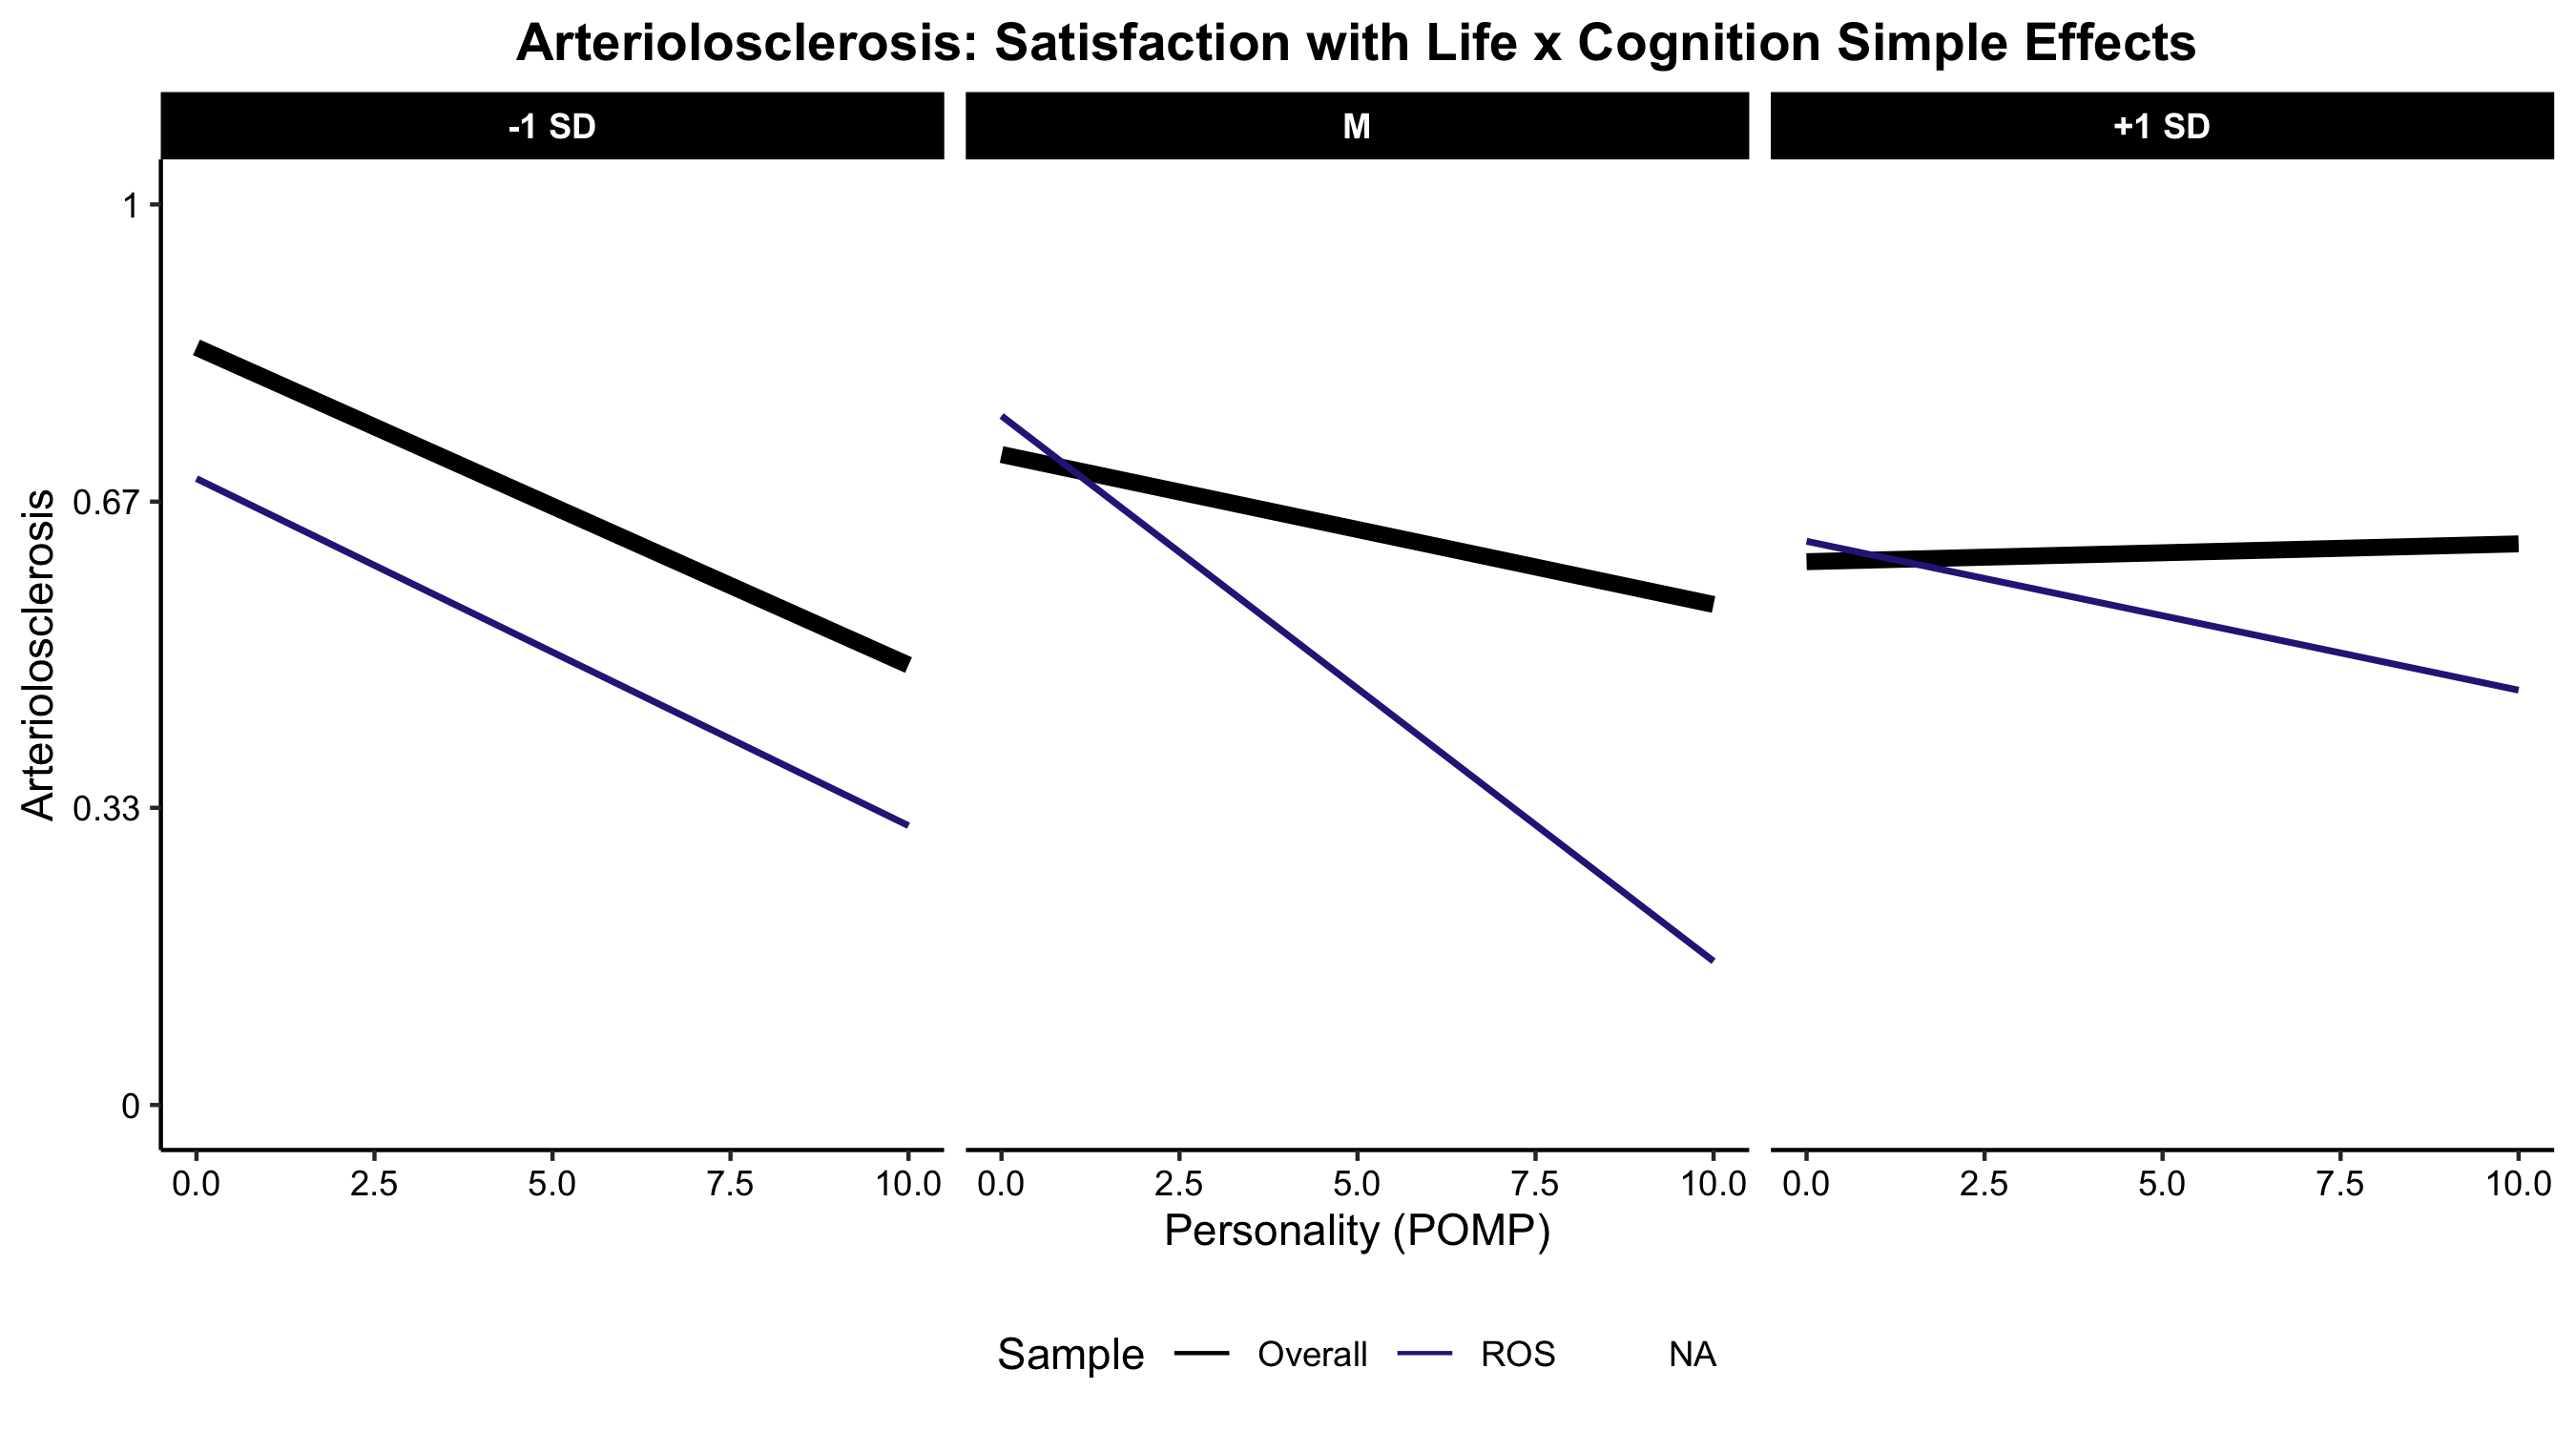 Arteriolosclerosis: Satisfaction with Life x Cognition Simple Effects
-1 SD
M
+1 SD
Arteriolosclerosis
1
0.67
0.33
0
0.0 2.5 5.0 7.5 10.0
0.0 2.5 5.0 7.5 10.0
0.0 2.5 5.0 7.5 10.0
Personality (POMP)
Sample Overall ROS NA